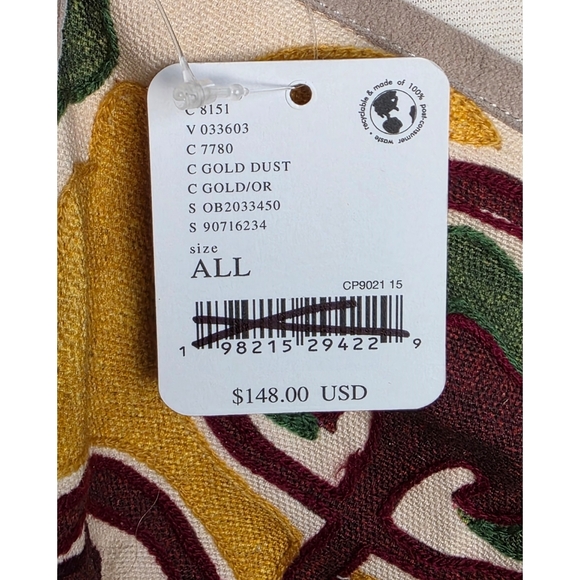 C 8151
V 033603
C 7780
C GOLD DUST
C GOLD/OR
S OB2033450
S 90716234
size
ALL
recyclable & made of 100% post-consumer waste •
CP9021 15
1 98215 29422 9
$148.00 USD